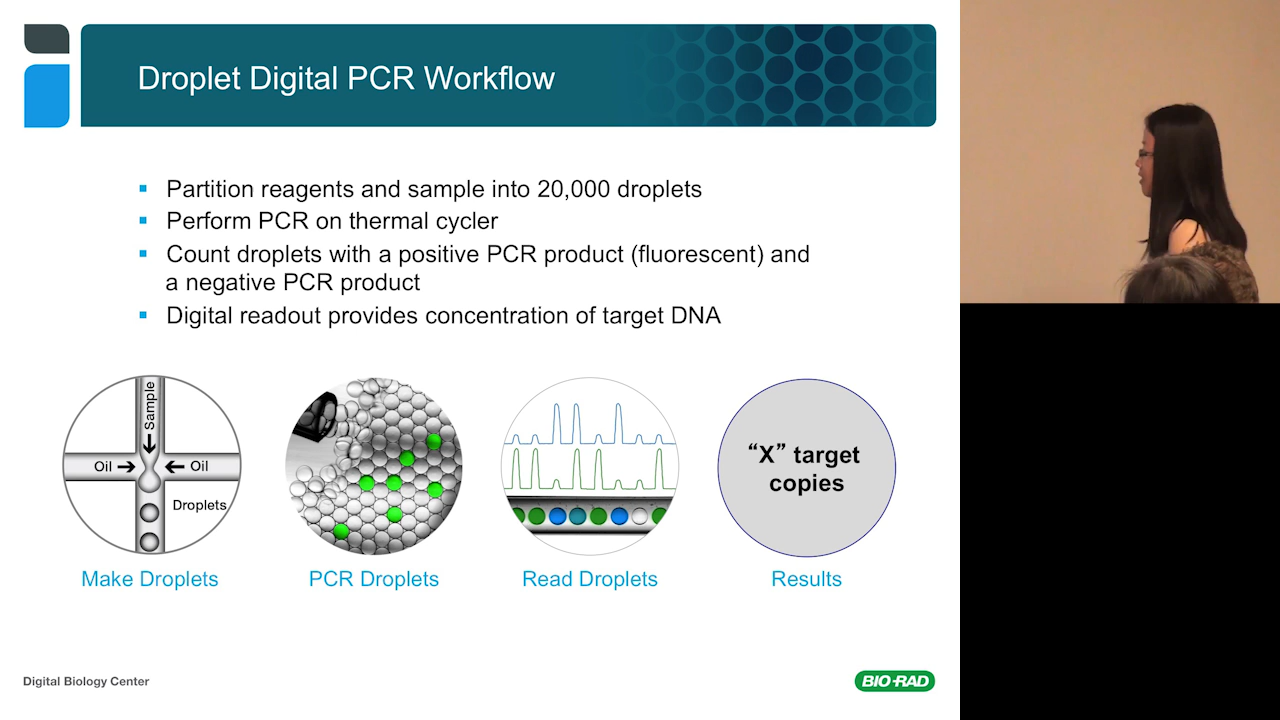 Droplet Digital PCR Workflow
▪ Partition reagents and sample into 20,000 droplets
▪ Perform PCR on thermal cycler
▪ Count droplets with a positive PCR product (fluorescent) and
a negative PCR product
▪ Digital readout provides concentration of target DNA
Sample
Oil
Oil
Droplets
“X” target
copies
Make Droplets
PCR Droplets
Read Droplets
Results
Digital Biology Center
BIO-RAD